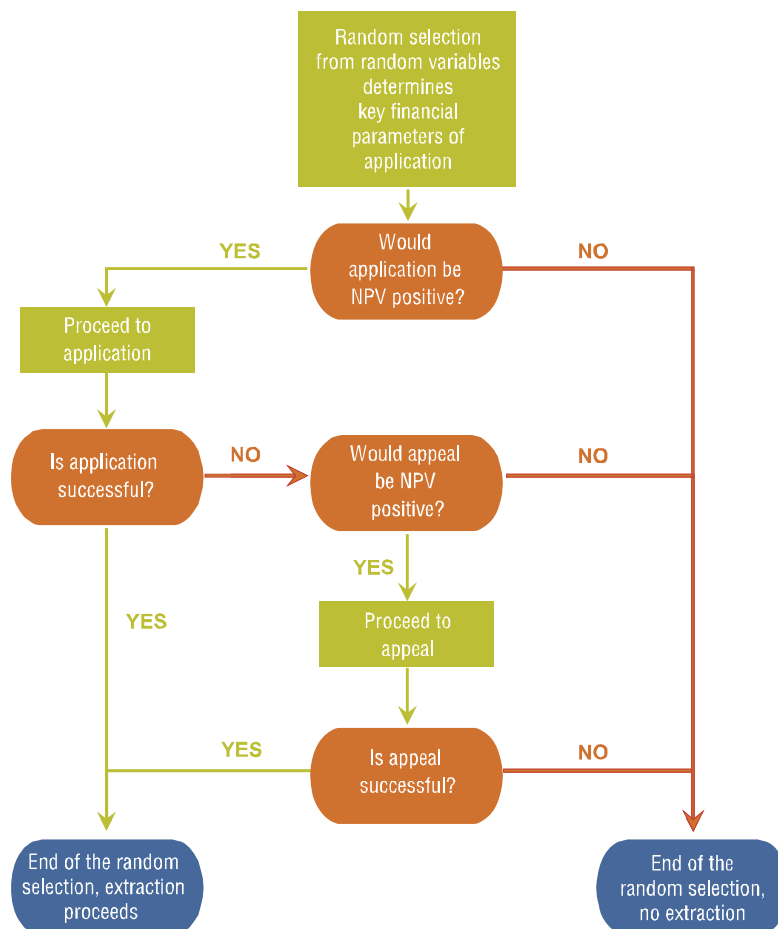 Random selection
from random variables
determines
key financial
parameters of
application
YES
Would
application be
NPV positive?
NO
Proceed to
application
Is application
successful?
NO
Would appeal
be NPV
positive?
NO
YES
YES
Proceed to
appeal
YES
Is appeal
successful?
NO
End of the random
selection, extraction
proceeds
End of the
random selection,
no extraction